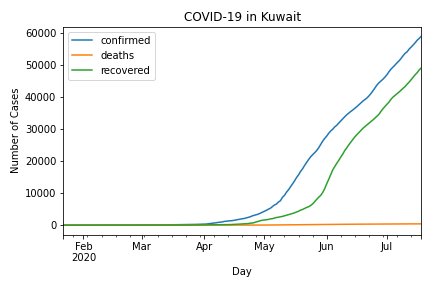 COVID-19 in Kuwait
confirmed
deaths
recovered
60000
50000
40000
30000
20000
10000
0
Number of Cases
Feb Mar Apr May Jun Jul
2020
Day